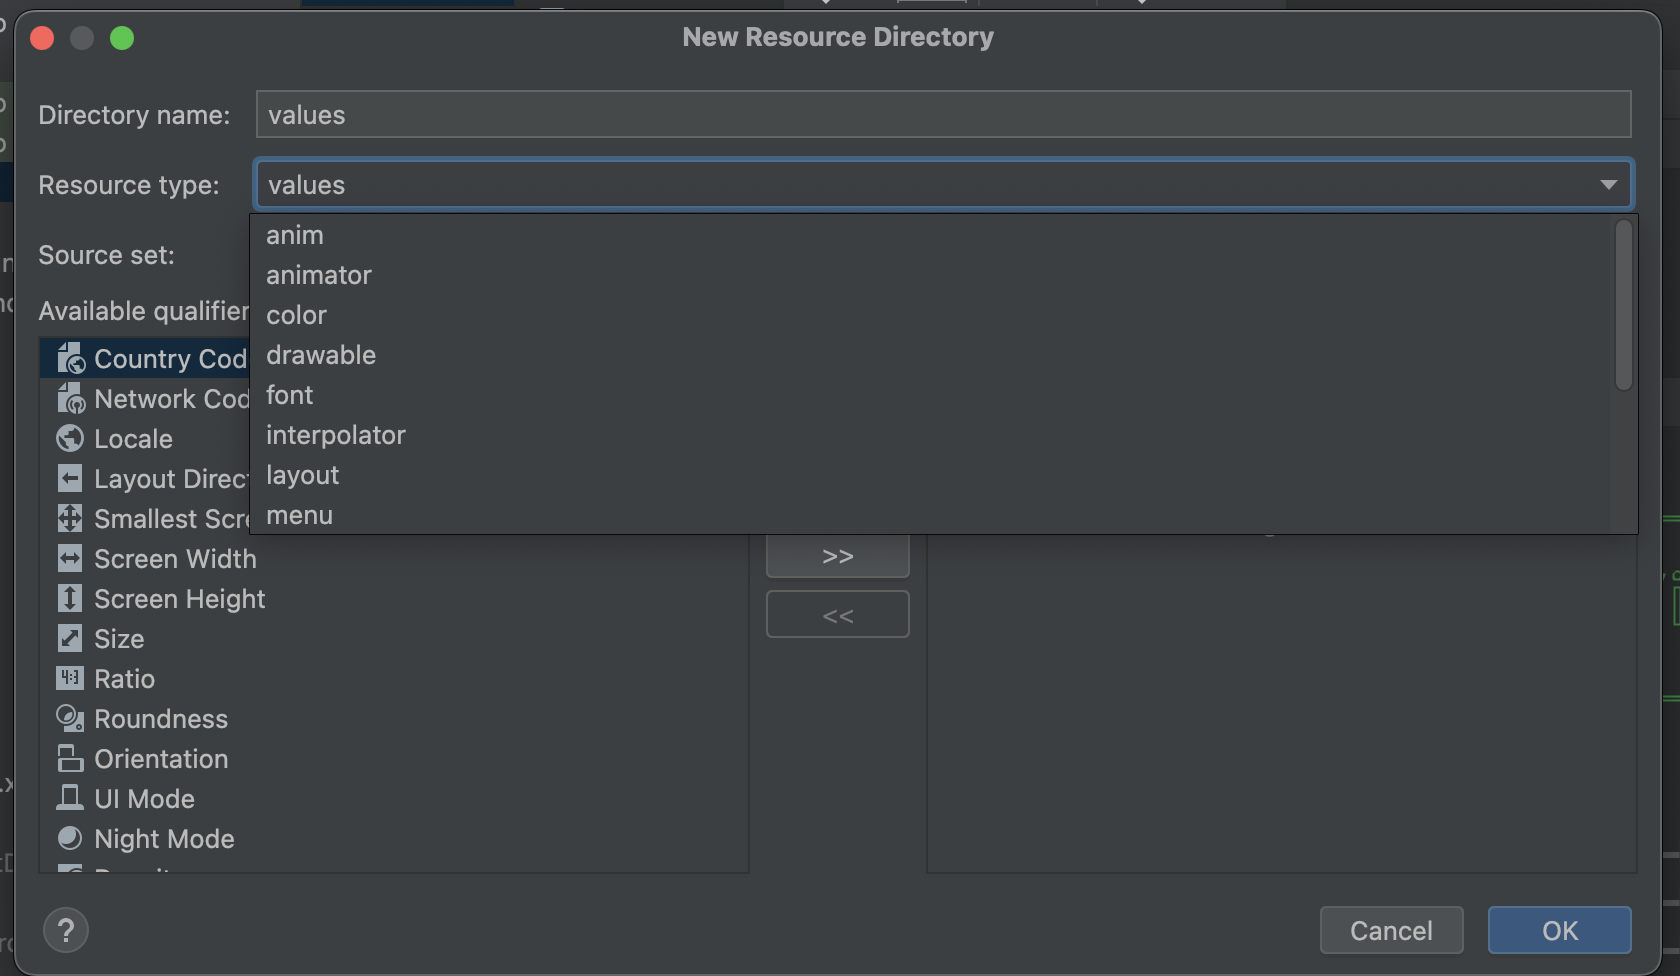 New Resource Directory
Directory name: values
Resource type: values
Source set:
anim
animator
color
drawable
font
interpolator
layout
menu
Available qualifier
Country Cod
Network Cod
Locale
Layout Direc
Smallest Scre
Screen Width
Screen Height
Size
Ratio
Roundness
Orientation
UI Mode
Night Mode
>>
<<
?
Cancel
OK